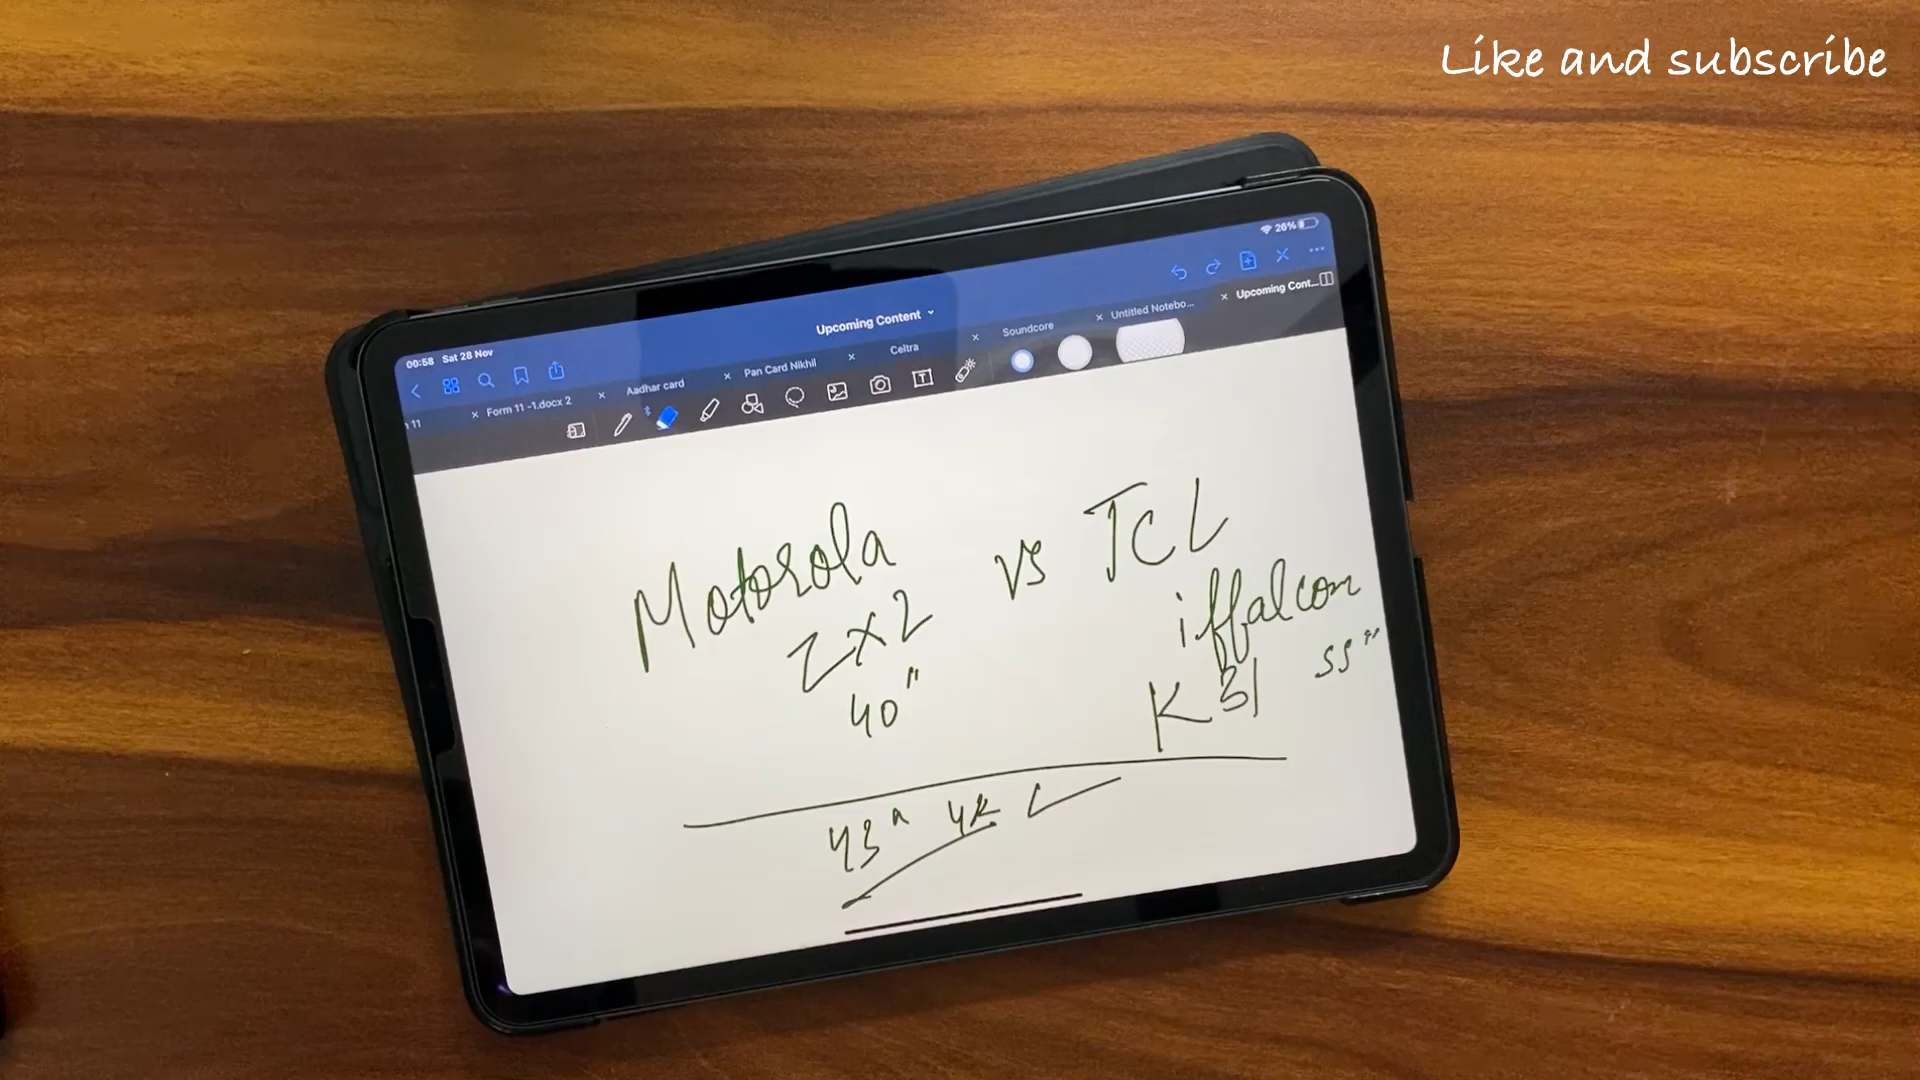 Like and subscribe
26%
00:58 Sat 28 Nov
Upcoming Content
11
Form 11 -1.docx 2
Aadhar card
Pan Card Nikhil
Celtra
Soundcore
Untitled Notebo...
Upcoming Cont...
Motorola vs TCL
ZX2 iffalcon
40" K31 55"
43" 4K